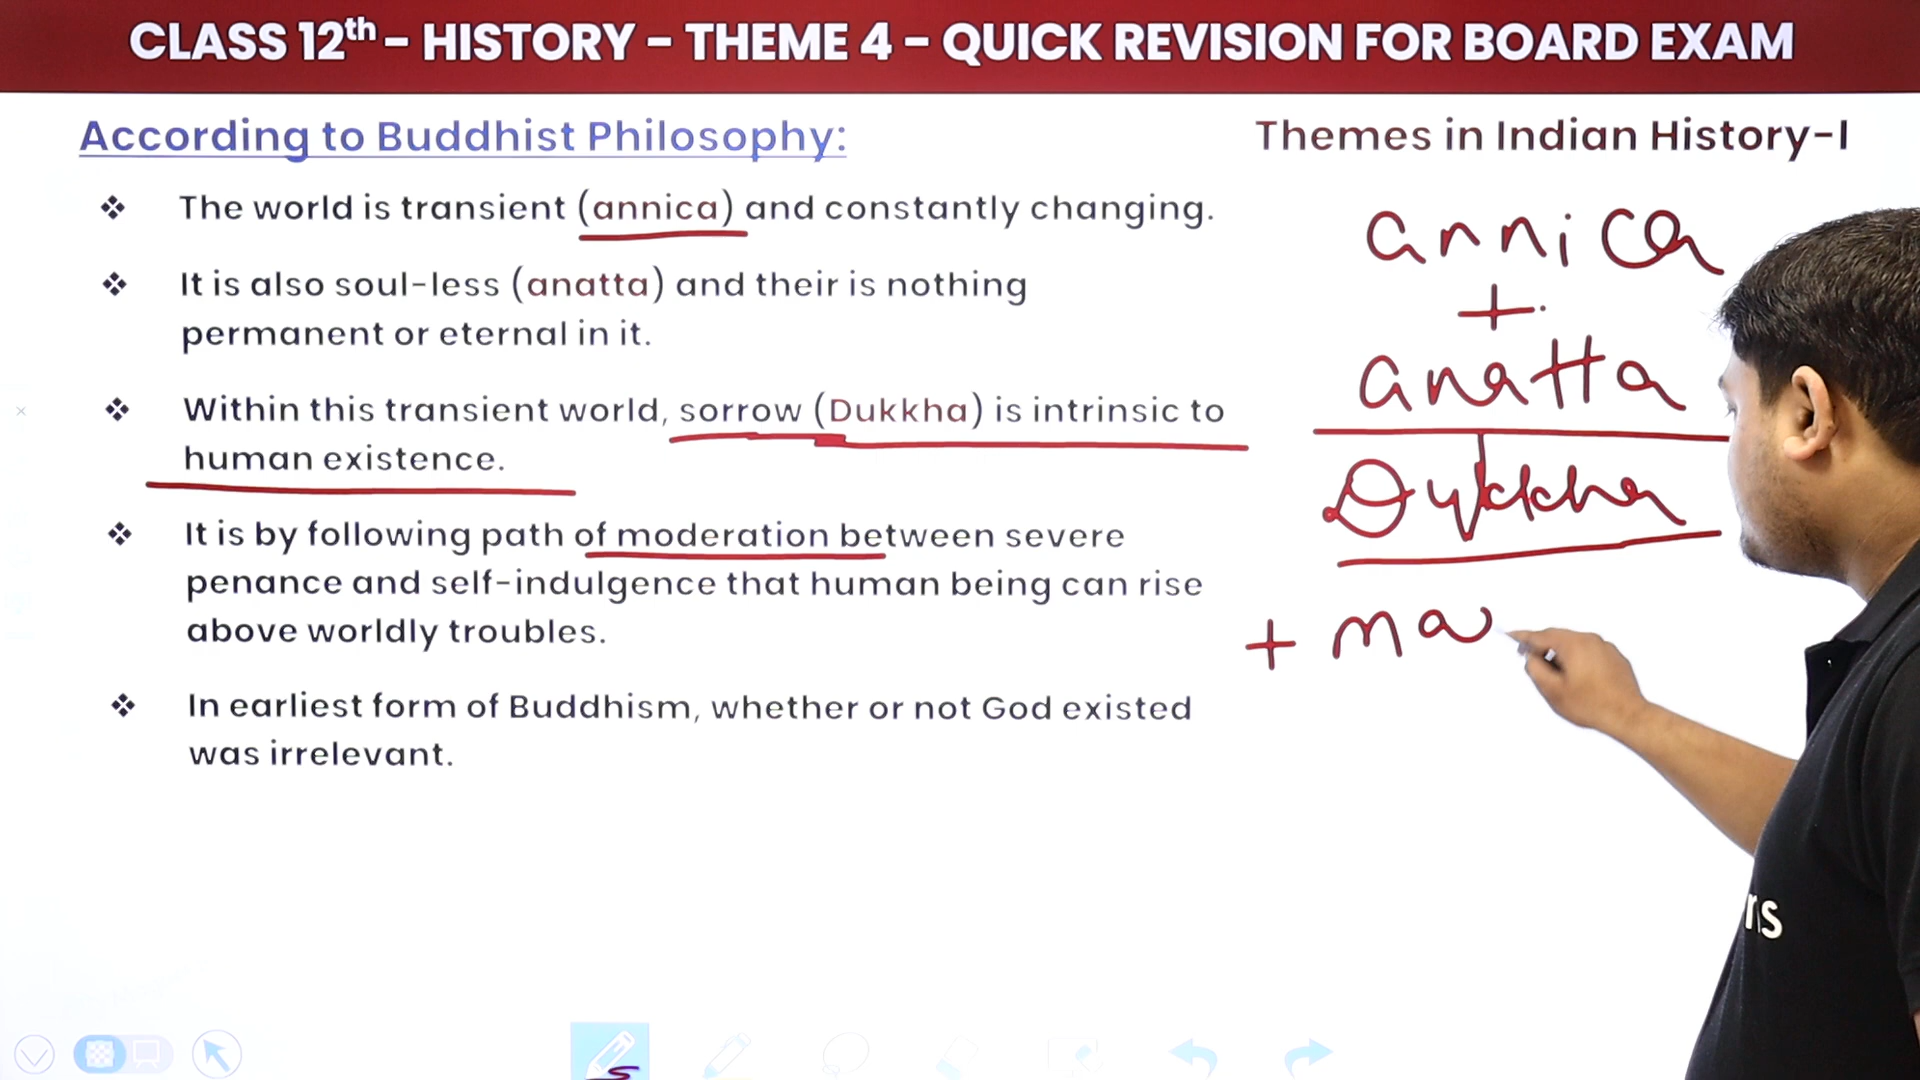 CLASS 12th - HISTORY - THEME 4 - QUICK REVISION FOR BOARD EXAM
According to Buddhist Philosophy:
Themes in Indian History-I
❖ The world is transient (annica) and constantly changing.
❖ It is also soul-less (anatta) and their is nothing
permanent or eternal in it.
❖ Within this transient world, sorrow (Dukkha) is intrinsic to
human existence.
❖ It is by following path of moderation between severe
penance and self-indulgence that human being can rise
above worldly troubles.
❖ In earliest form of Buddhism, whether or not God existed
was irrelevant.
annica
+
anatta
Dukkha
+ ma